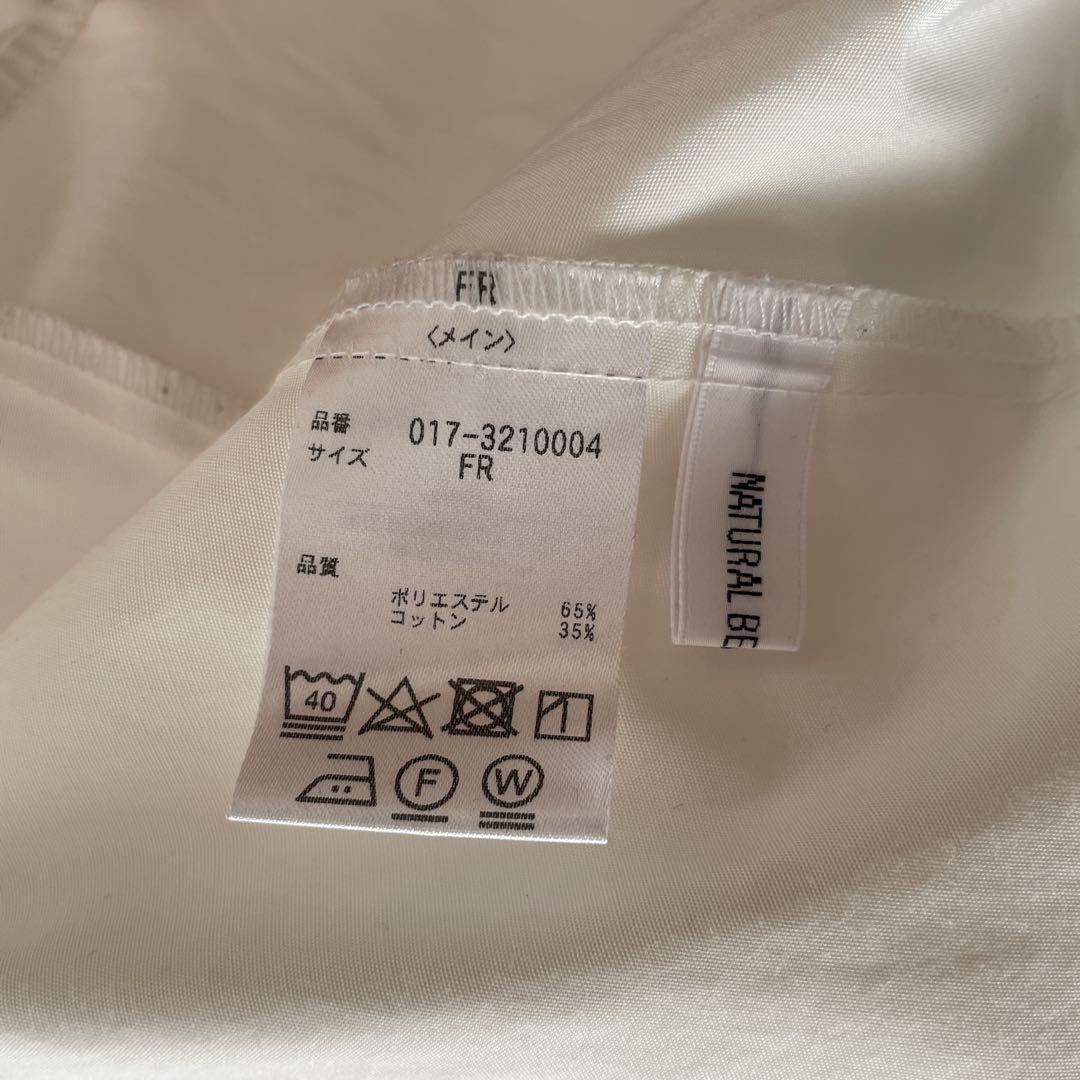 FR
〈メイン〉
品番 017-3210004
サイズ FR
品質
ポリエステル 65%
コットン 35%
40
F
W
NATURAL BE